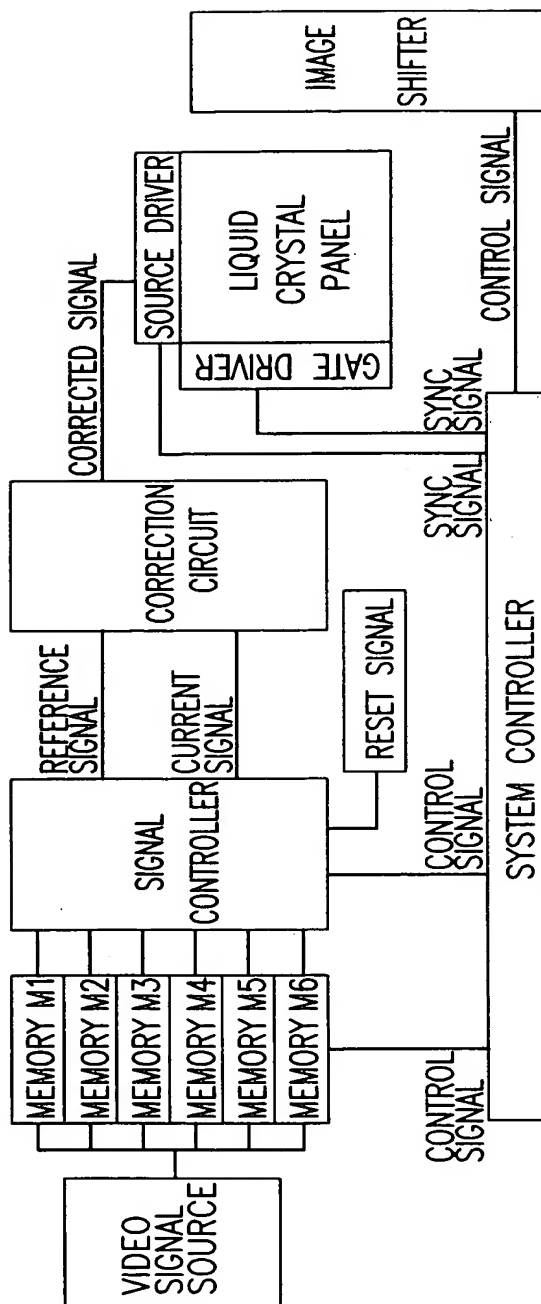 VIDEO
SIGNAL
SOURCE
MEMORY M1
MEMORY M2
MEMORY M3
MEMORY M4
MEMORY M5
MEMORY M6
SIGNAL
CONTROLLER
REFERENCE
SIGNAL
CURRENT
SIGNAL
CORRECTION
CIRCUIT
CORRECTED SIGNAL
SOURCE DRIVER
GATE DRIVER
LIQUID
CRYSTAL
PANEL
IMAGE
SHIFTER
RESET SIGNAL
CONTROL
SIGNAL
CONTROL
SIGNAL
SYNC
SIGNAL
SYNC
SIGNAL
CONTROL SIGNAL
SYSTEM CONTROLLER